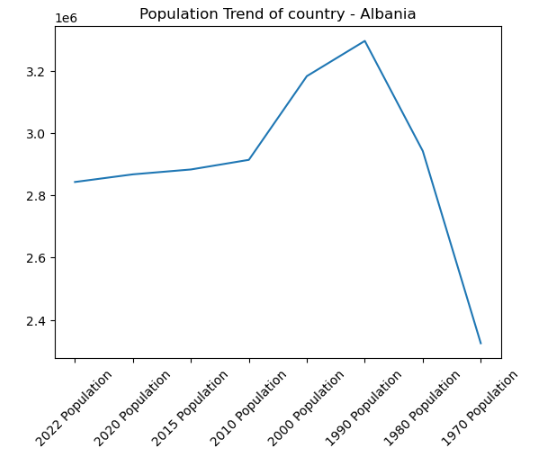 Population Trend of country - Albania
1e6
3.2
3.0
2.8
2.6
2.4
2022 Population
2020 Population
2015 Population
2010 Population
2000 Population
1990 Population
1980 Population
1970 Population